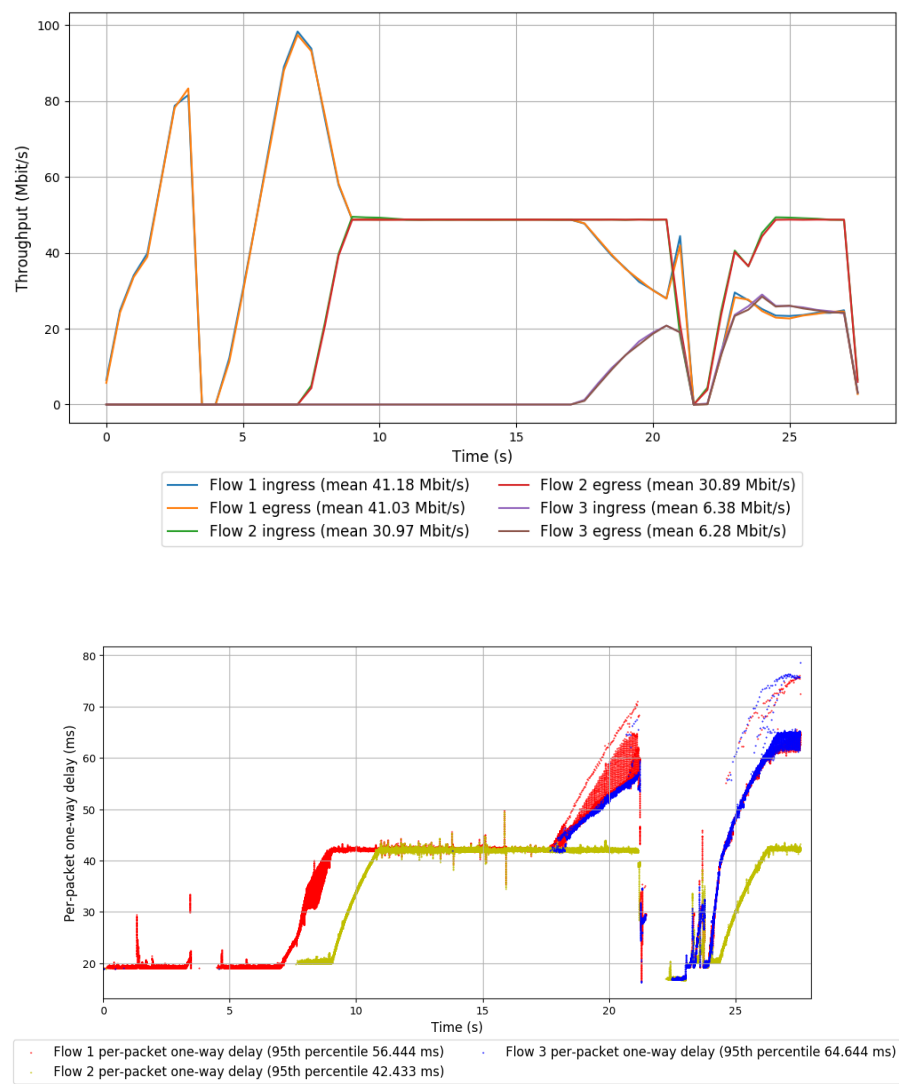 100
80
60
40
20
0
Throughput (Mbit/s)
0 5 10 15 20 25
Time (s)
Flow 1 ingress (mean 41.18 Mbit/s)
Flow 1 egress (mean 41.03 Mbit/s)
Flow 2 ingress (mean 30.97 Mbit/s)
Flow 2 egress (mean 30.89 Mbit/s)
Flow 3 ingress (mean 6.38 Mbit/s)
Flow 3 egress (mean 6.28 Mbit/s)
80
70
60
50
40
30
20
Per-packet one-way delay (ms)
0 5 10 15 20 25
Time (s)
Flow 1 per-packet one-way delay (95th percentile 56.444 ms)
Flow 2 per-packet one-way delay (95th percentile 42.433 ms)
Flow 3 per-packet one-way delay (95th percentile 64.644 ms)